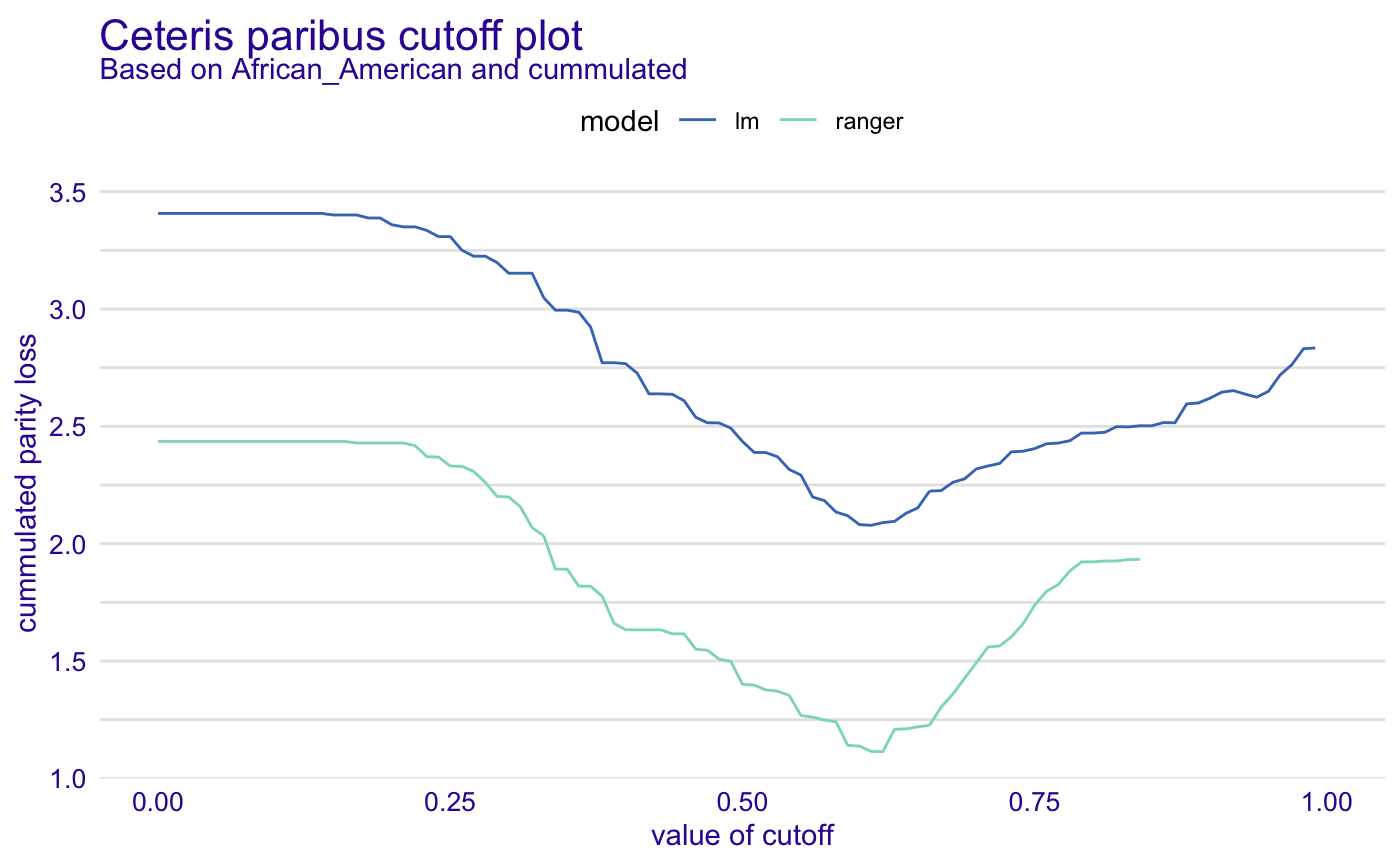 Ceteris paribus cutoff plot
Based on African_American and cummulated
model lm ranger
3.5
3.0
2.5
2.0
1.5
1.0
cummulated parity loss
0.00 0.25 0.50 0.75 1.00
value of cutoff